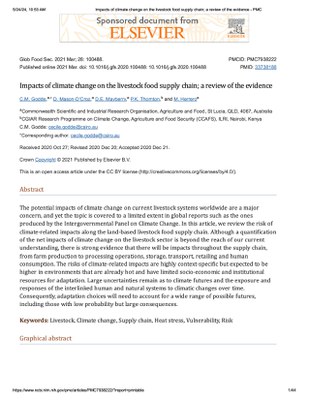 5/24/24, 10:50 AM Impacts of climate change on the livestock food supply chain; a review of the evidence - PMC
Sponsored document from
ELSEVIER
Glob Food Sec. 2021 Mar; 28: 100488. PMCID: PMC7938222
Published online 2021 Mar. doi: 10.1016/j.gfs.2020.100488: 10.1016/j.gfs.2020.100488 PMID: 33738188
Impacts of climate change on the livestock food supply chain; a review of the evidence
C.M. Godde, D. Mason-D'Croz, D.E. Mayberry, P.K. Thornton, and M. Herrero
Commonwealth Scientific and Industrial Research Organisation, Agriculture and Food, St Lucia, QLD, 4067, Australia
CGIAR Research Programme on Climate Change, Agriculture and Food Security (CCAFS), ILRI, Nairobi, Kenya
C.M. Godde: cecile.godde@csiro.au
*Corresponding author. cecile.godde@csiro.au
Received 2020 Oct 27; Revised 2020 Dec 20; Accepted 2020 Dec 21.
Crown Copyright © 2021 Published by Elsevier B.V.
This is an open access article under the CC BY license (http://creativecommons.org/licenses/by/4.0/).
Abstract
The potential impacts of climate change on current livestock systems worldwide are a major
concern, and yet the topic is covered to a limited extent in global reports such as the ones
produced by the Intergovernmental Panel on Climate Change. In this article, we review the risk of
climate-related impacts along the land-based livestock food supply chain. Although a quantification
of the net impacts of climate change on the livestock sector is beyond the reach of our current
understanding, there is strong evidence that there will be impacts throughout the supply chain,
from farm production to processing operations, storage, transport, retailing and human
consumption. The risks of climate-related impacts are highly context specific but expected to be
higher in environments that are already hot and have limited socio-economic and institutional
resources for adaptation. Large uncertainties remain as to climate futures and the exposure and
responses of the interlinked human and natural systems to climatic changes over time.
Consequently, adaptation choices will need to account for a wide range of possible futures,
including those with low probability but large consequences.
Keywords: Livestock, Climate change, Supply chain, Heat stress, Vulnerability, Risk
Graphical abstract
https://www.ncbi.nlm.nih.gov/pmc/articles/PMC7938222/?report=printable 1/44